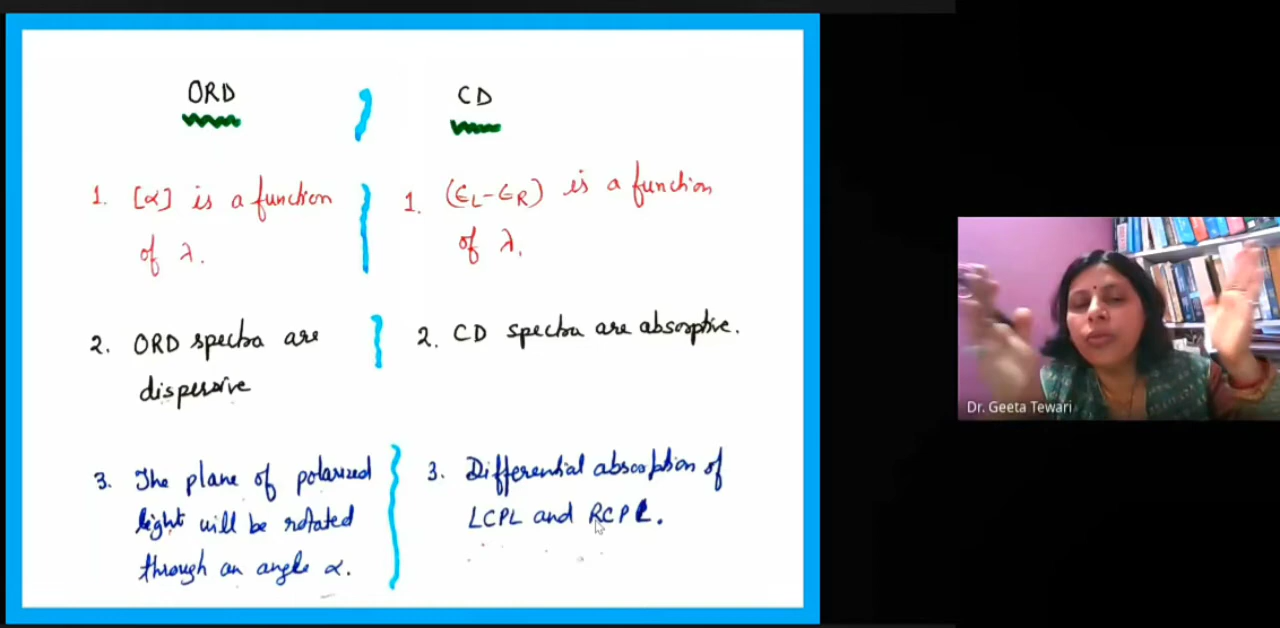 ORD
CD
1. [α] is a function
of λ.
1. (ϵL-ϵR) is a function
of λ.
2. ORD spectra are
dispersive
2. CD spectra are absorptive.
3. The plane of polarized
light will be rotated
through an angle α.
3. Differential absorption of
LCPL and RCPL.
Dr. Geeta Tewari